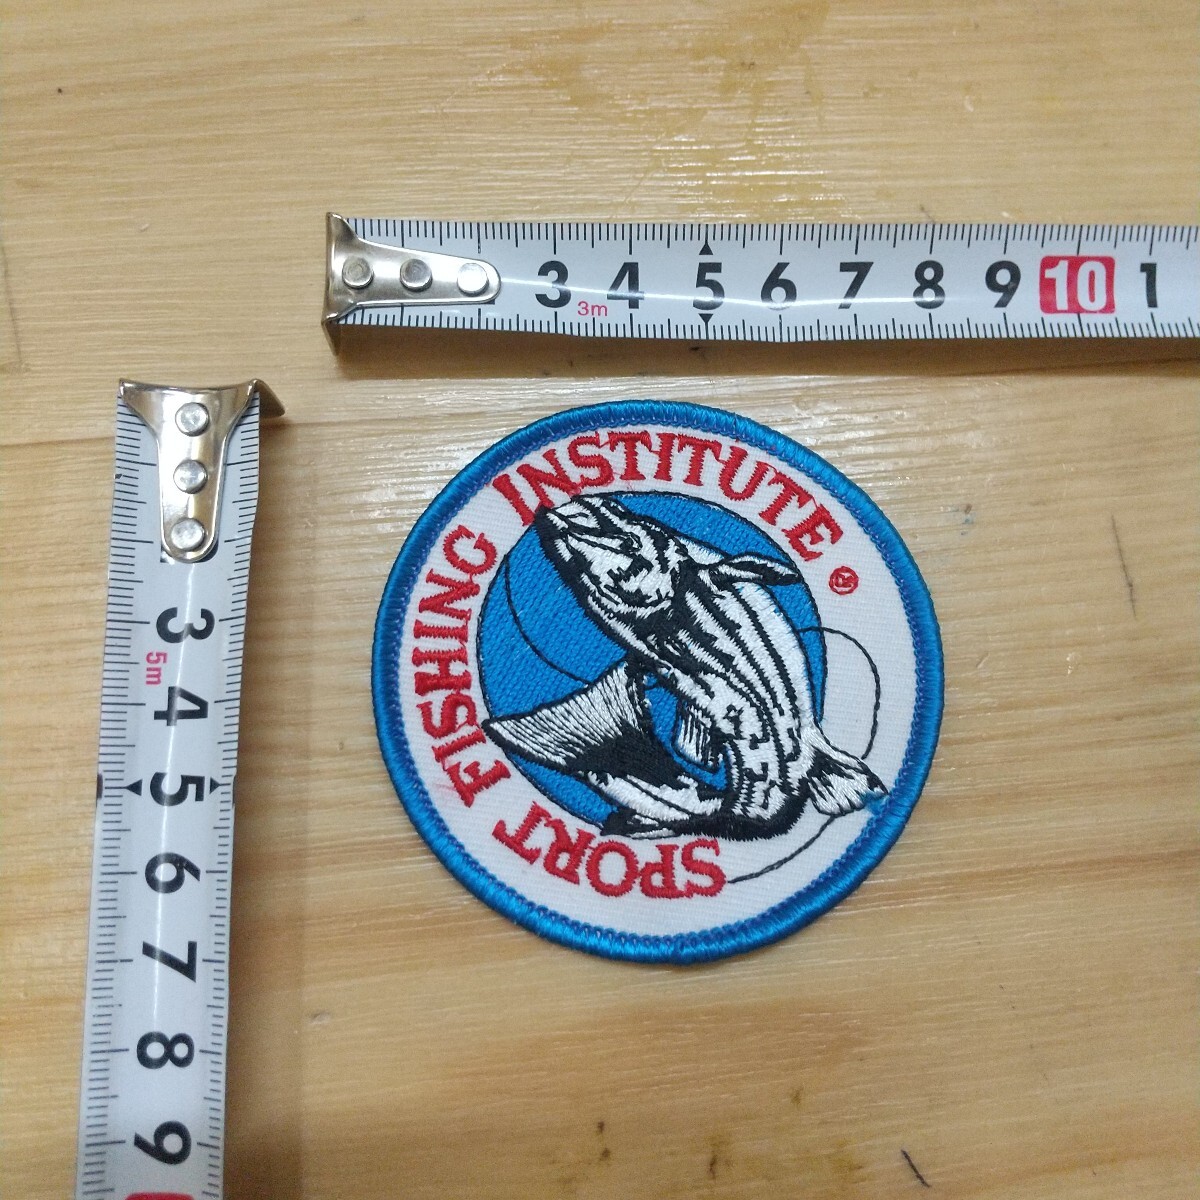 3 4 5 6 7 8 9 10 1
3m
3 4 5 6 7 8 9
5m
SPORT FISHING INSTITUTE ®